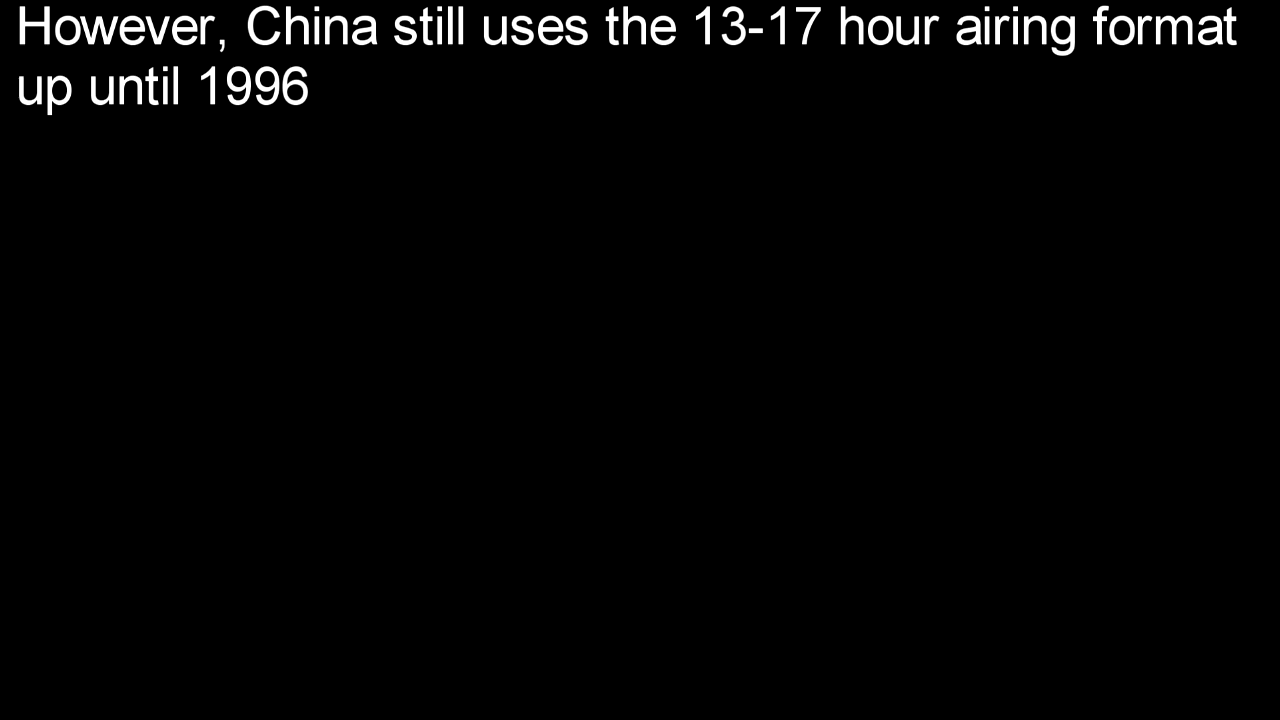 However, China still uses the 13-17 hour airing format
up until 1996